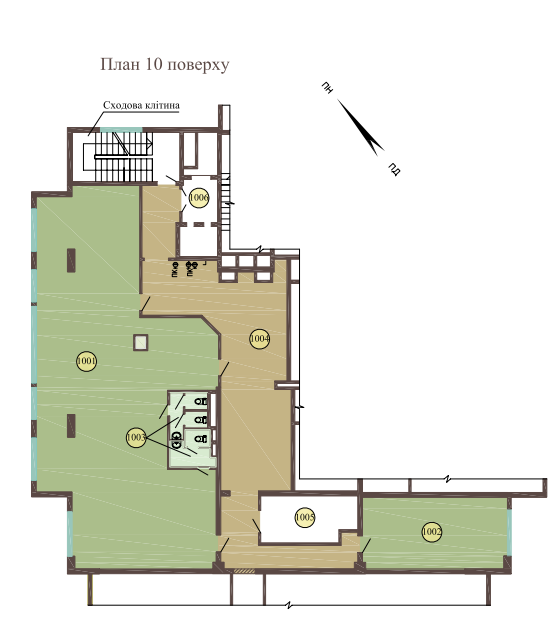 План 10 поверху
Сходова клітина
ПН
ПД
1006
ПК
ПК
1004
1001
1003
1005
1002